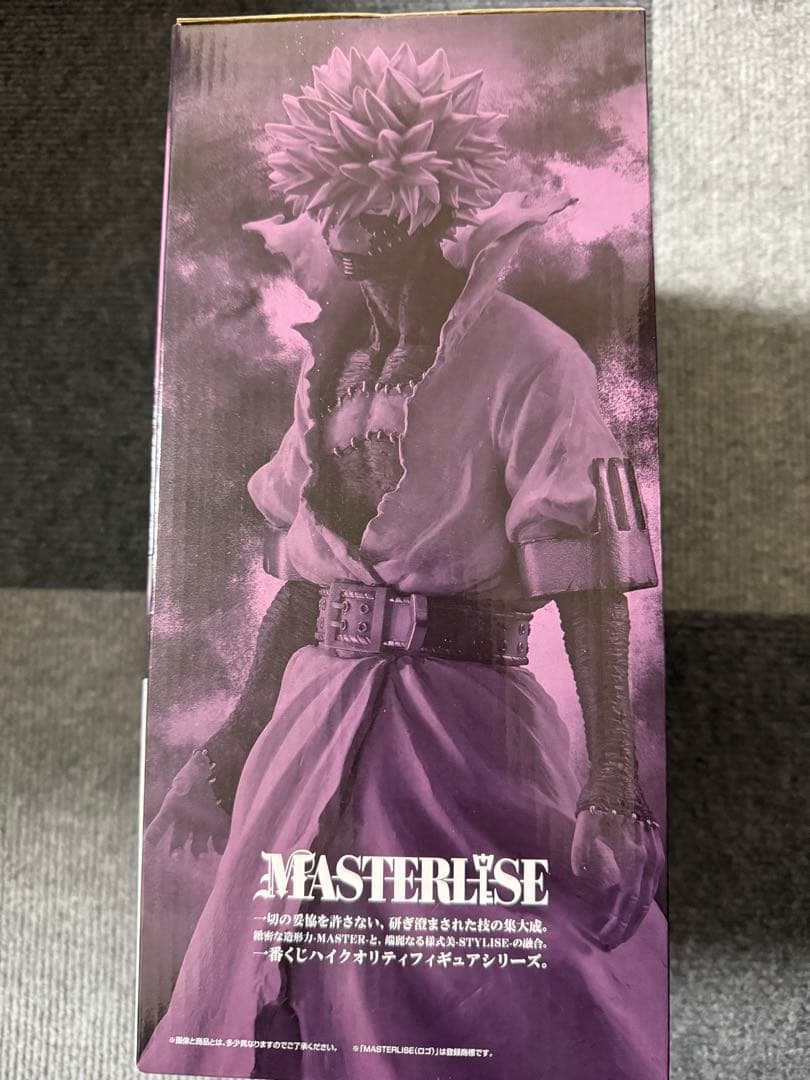 MASTERLISE
一切の妥協を許さない、研ぎ澄まされた技の集大成。
緻密な造形力-MASTER-と、端麗なる様式美-STYLISE-の融合。
一番くじハイクオリティフィギュアシリーズ。
※画像と商品とは、多少異なりますのでご了承ください。 ※「MASTERLISE(ロゴ)」は登録商標です。